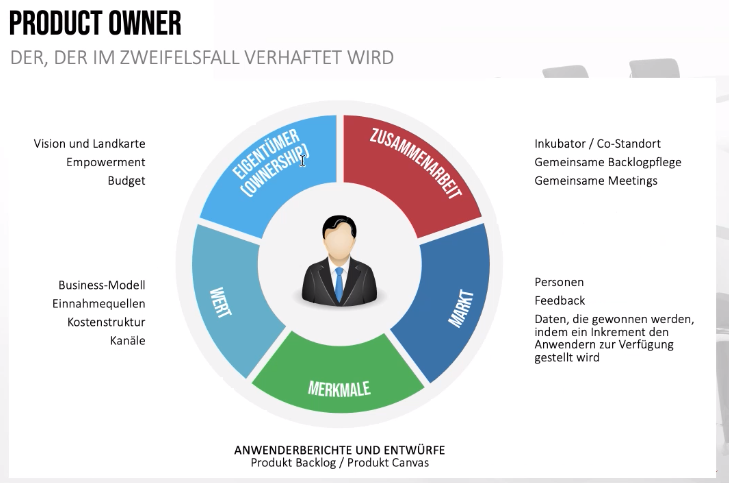 PRODUCT OWNER
DER, DER IM ZWEIFELSFALL VERHAFTET WIRD
EIGENTÜMER
(OWNERSHIP)
ZUSAMMENARBEIT
Vision und Landkarte
Empowerment
Budget
Inkubator / Co-Standort
Gemeinsame Backlogpflege
Gemeinsame Meetings
Business-Modell
Einnahmequellen
Kostenstruktur
Kanäle
WERT
MARKT
Personen
Feedback
Daten, die gewonnen werden,
indem ein Inkrement den
Anwendern zur Verfügung
gestellt wird
MERKMALE
ANWENDERBERICHTE UND ENTWÜRFE
Produkt Backlog / Produkt Canvas